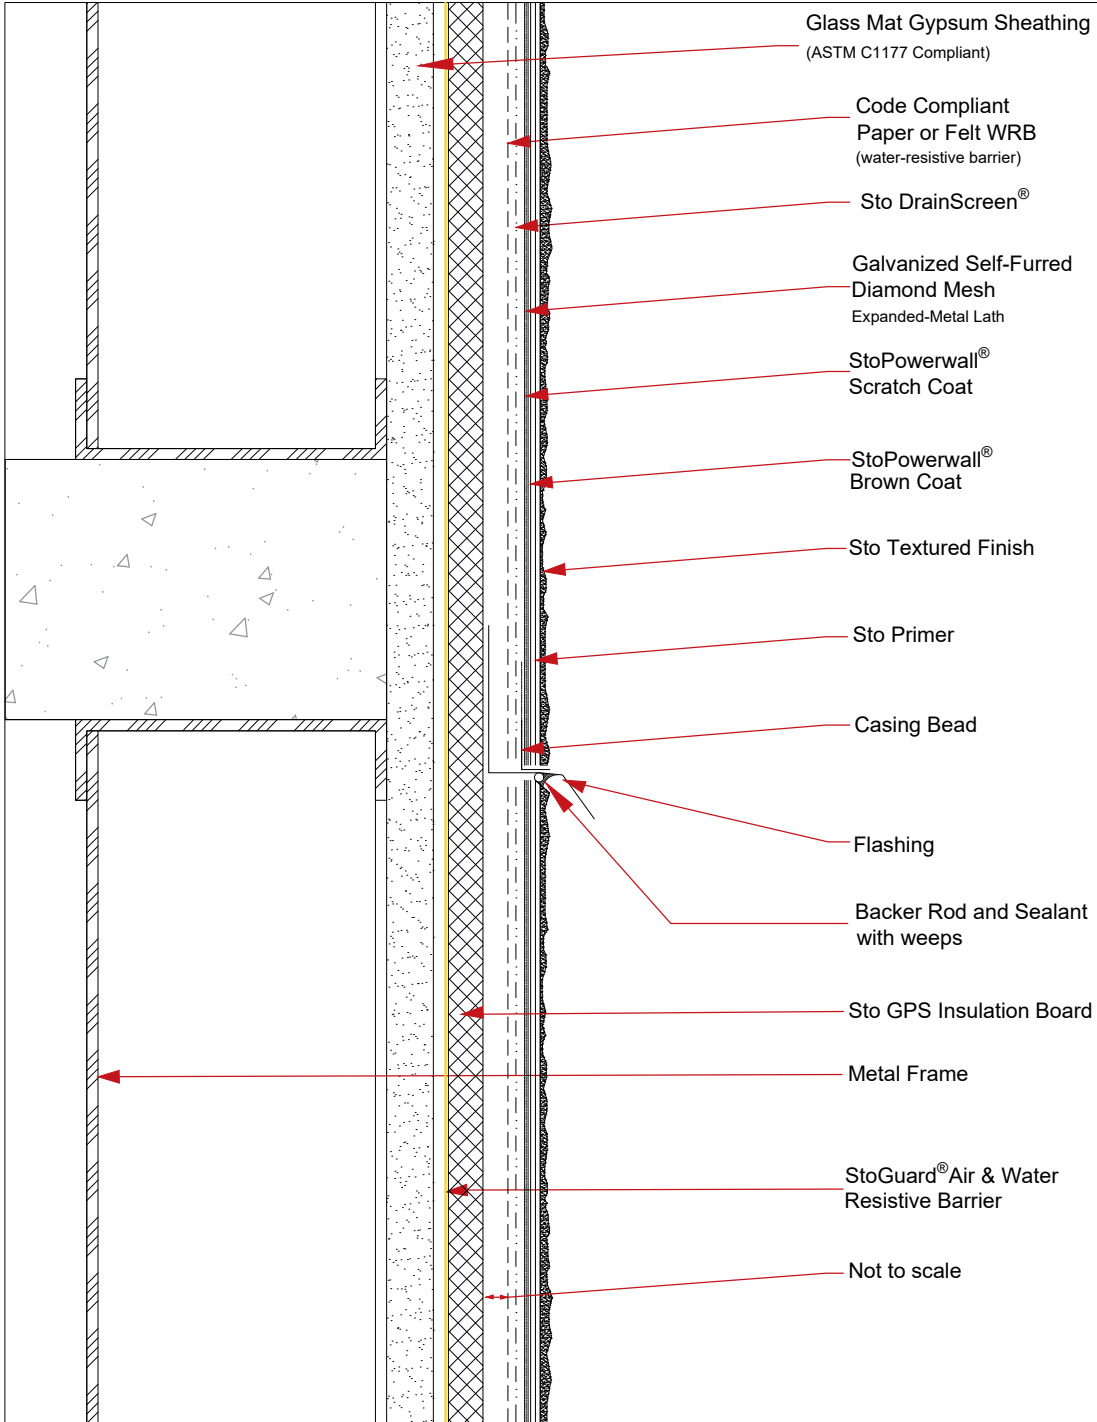 Glass Mat Gypsum Sheathing
(ASTM C1177 Compliant)
Code Compliant
Paper or Felt WRB
(water-resistive barrier)
Sto DrainScreen®
Galvanized Self-Furred
Diamond Mesh
Expanded-Metal Lath
StoPowerwall®
Scratch Coat
StoPowerwall®
Brown Coat
Sto Textured Finish
Sto Primer
Casing Bead
Flashing
Backer Rod and Sealant
with weeps
Sto GPS Insulation Board
Metal Frame
StoGuard® Air & Water
Resistive Barrier
Not to scale